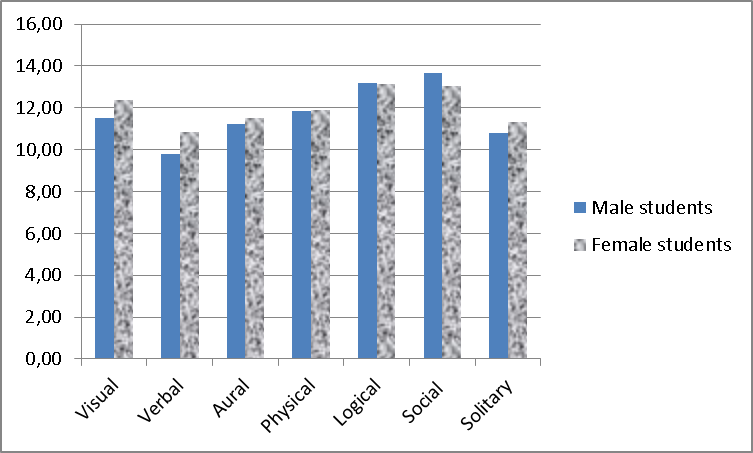 16,00
14,00
12,00
10,00
8,00
6,00
4,00
2,00
0,00
Visual
Verbal
Aural
Physical
Logical
Social
Solitary
Male students
Female students